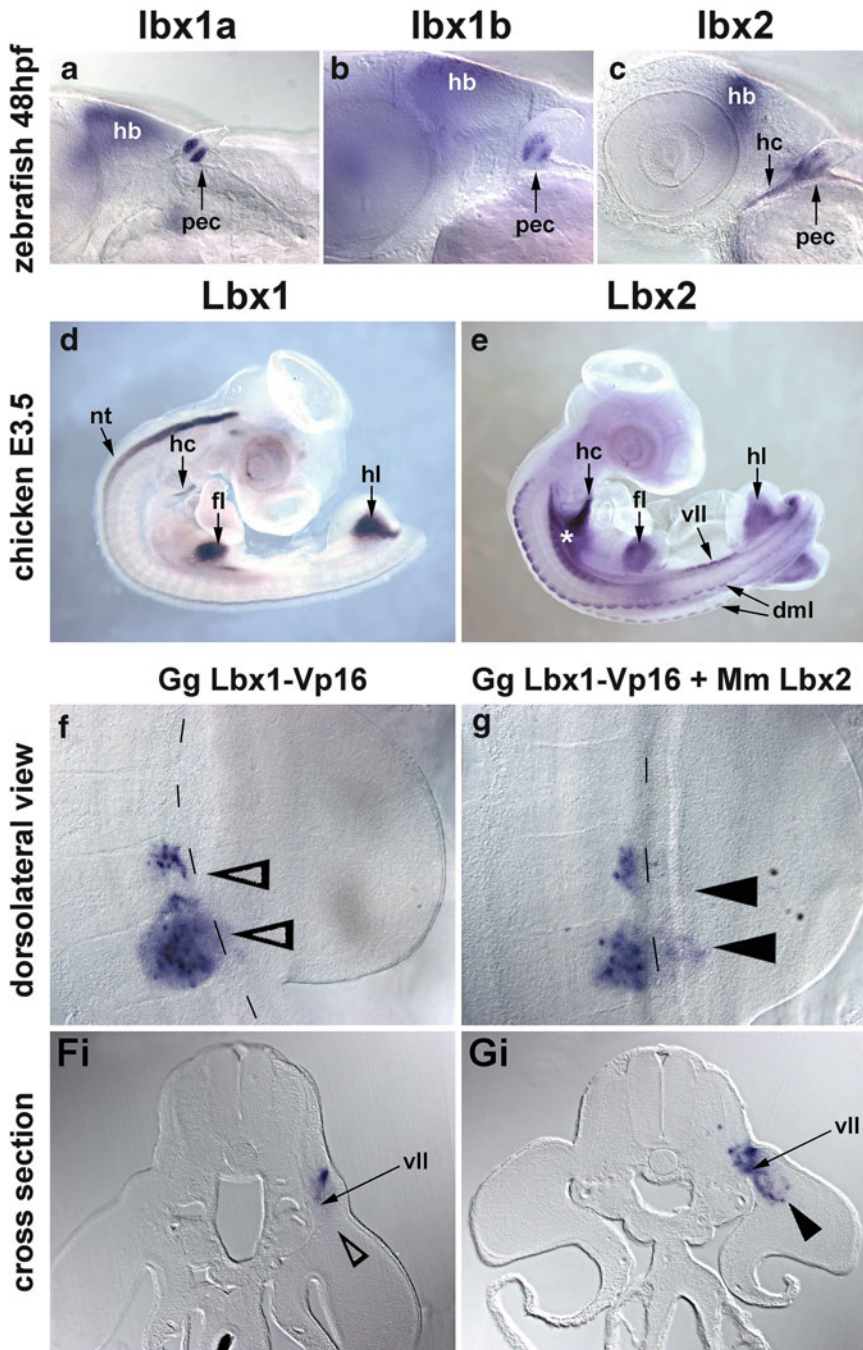 lbx1a lbx1b lbx2
zebrafish 48hpf
a
hb
pec
b
hb
pec
c
hb
hc
pec
Lbx1 Lbx2
chicken E3.5
d
nt
hc
fl
hl
e
hc
fl
vll
hl
dml
*
Gg Lbx1-Vp16 Gg Lbx1-Vp16 + Mm Lbx2
dorsolateral view
f
g
cross section
Fi
vll
Gi
vll